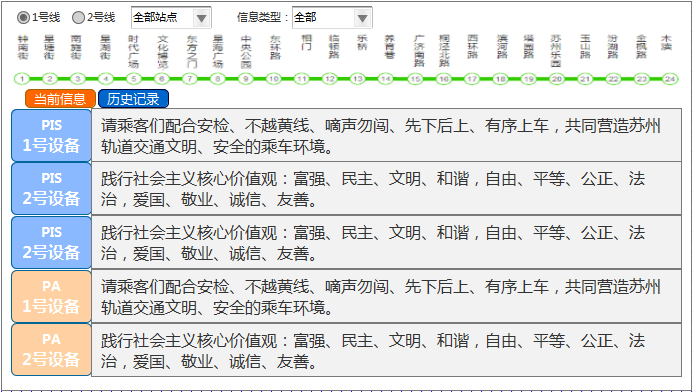 1号线 2号线 全部站点 信息类型： 全部
钟南街 星塘街 南施街 星湖街 时代广场 文化博览 东方之门 星海广场 中央公园 东环路 相门 临顿路 乐桥 养育巷 广济南路 桐泾北路 西环路 滨河路 塔园路 苏州乐园 玉山路 汾湖路 金枫路 木渎
1 2 3 4 5 6 7 8 9 10 11 12 13 14 15 16 17 18 19 20 21 22 23 24
当前信息 历史记录
PIS
1号设备
请乘客们配合安检、不越黄线、嘀声勿闯、先下后上、有序上车，共同营造苏州
轨道交通文明、安全的乘车环境。
PIS
2号设备
践行社会主义核心价值观：富强、民主、文明、和谐，自由、平等、公正、法
治，爱国、敬业、诚信、友善。
PIS
2号设备
践行社会主义核心价值观：富强、民主、文明、和谐，自由、平等、公正、法
治，爱国、敬业、诚信、友善。
PA
1号设备
请乘客们配合安检、不越黄线、嘀声勿闯、先下后上、有序上车，共同营造苏州
轨道交通文明、安全的乘车环境。
PA
2号设备
践行社会主义核心价值观：富强、民主、文明、和谐，自由、平等、公正、法
治，爱国、敬业、诚信、友善。